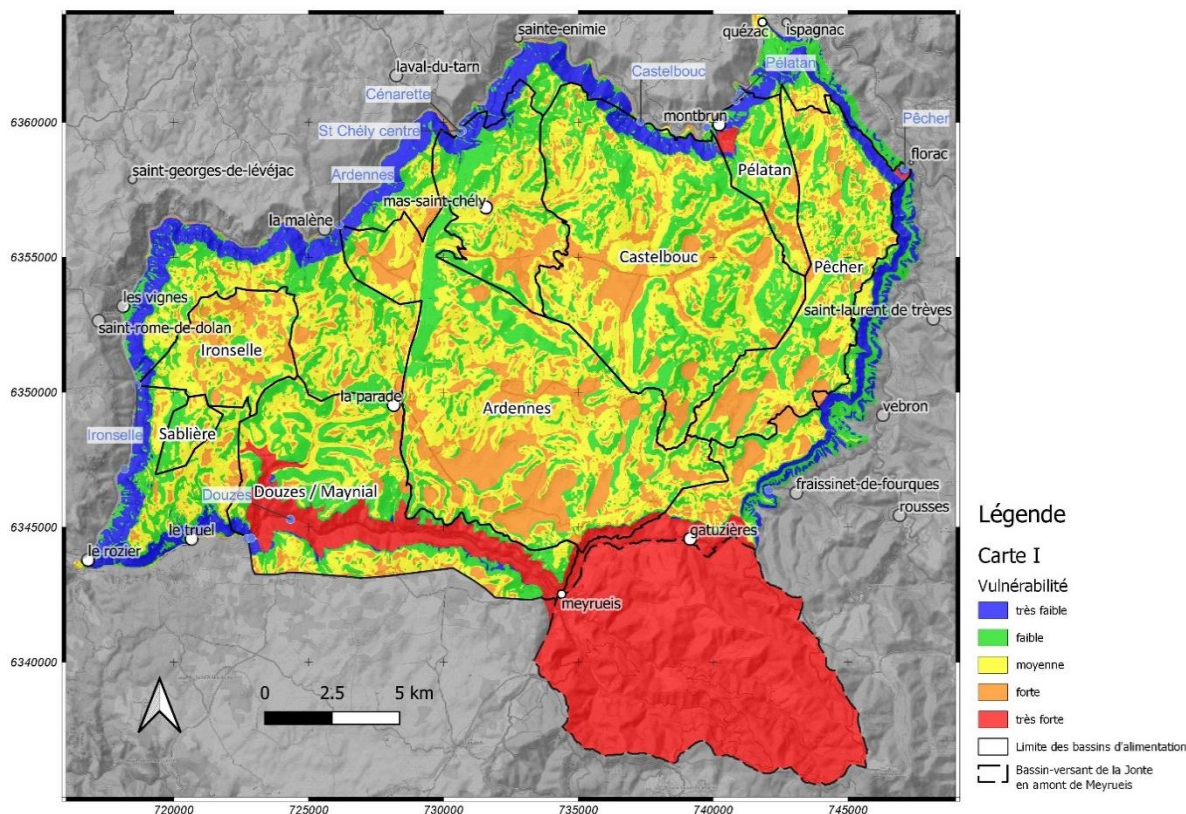 sainte-enimie
quézac
ispagnac
laval-du-tarn
Castelbouc
Pélatan
Cénarette
6360000
St Chély centre
montbrun
Pêcher
florac
saint-georges-de-lévéjac
Ardennes
Pélatan
mas-saint-chély
la malène
6355000
Castelbouc
Pêcher
les vignes
saint-laurent de trèves
saint-rome-de-dolan
Ironselle
6350000
la parade
Ardennes
vebron
Sablière
Ironselle
Douzes / Maynial
fraissinet-de-fourques
Douzes
rousses
6345000
le truel
gatuzières
le rozier
meyrueis
6340000
0 2.5 5 km
720000 725000 730000 735000 740000 745000
Légende
Carte I
Vulnérabilité
très faible
faible
moyenne
forte
très forte
Limite des bassins d'alimentation
Bassin-versant de la Jonte
en amont de Meyrueis